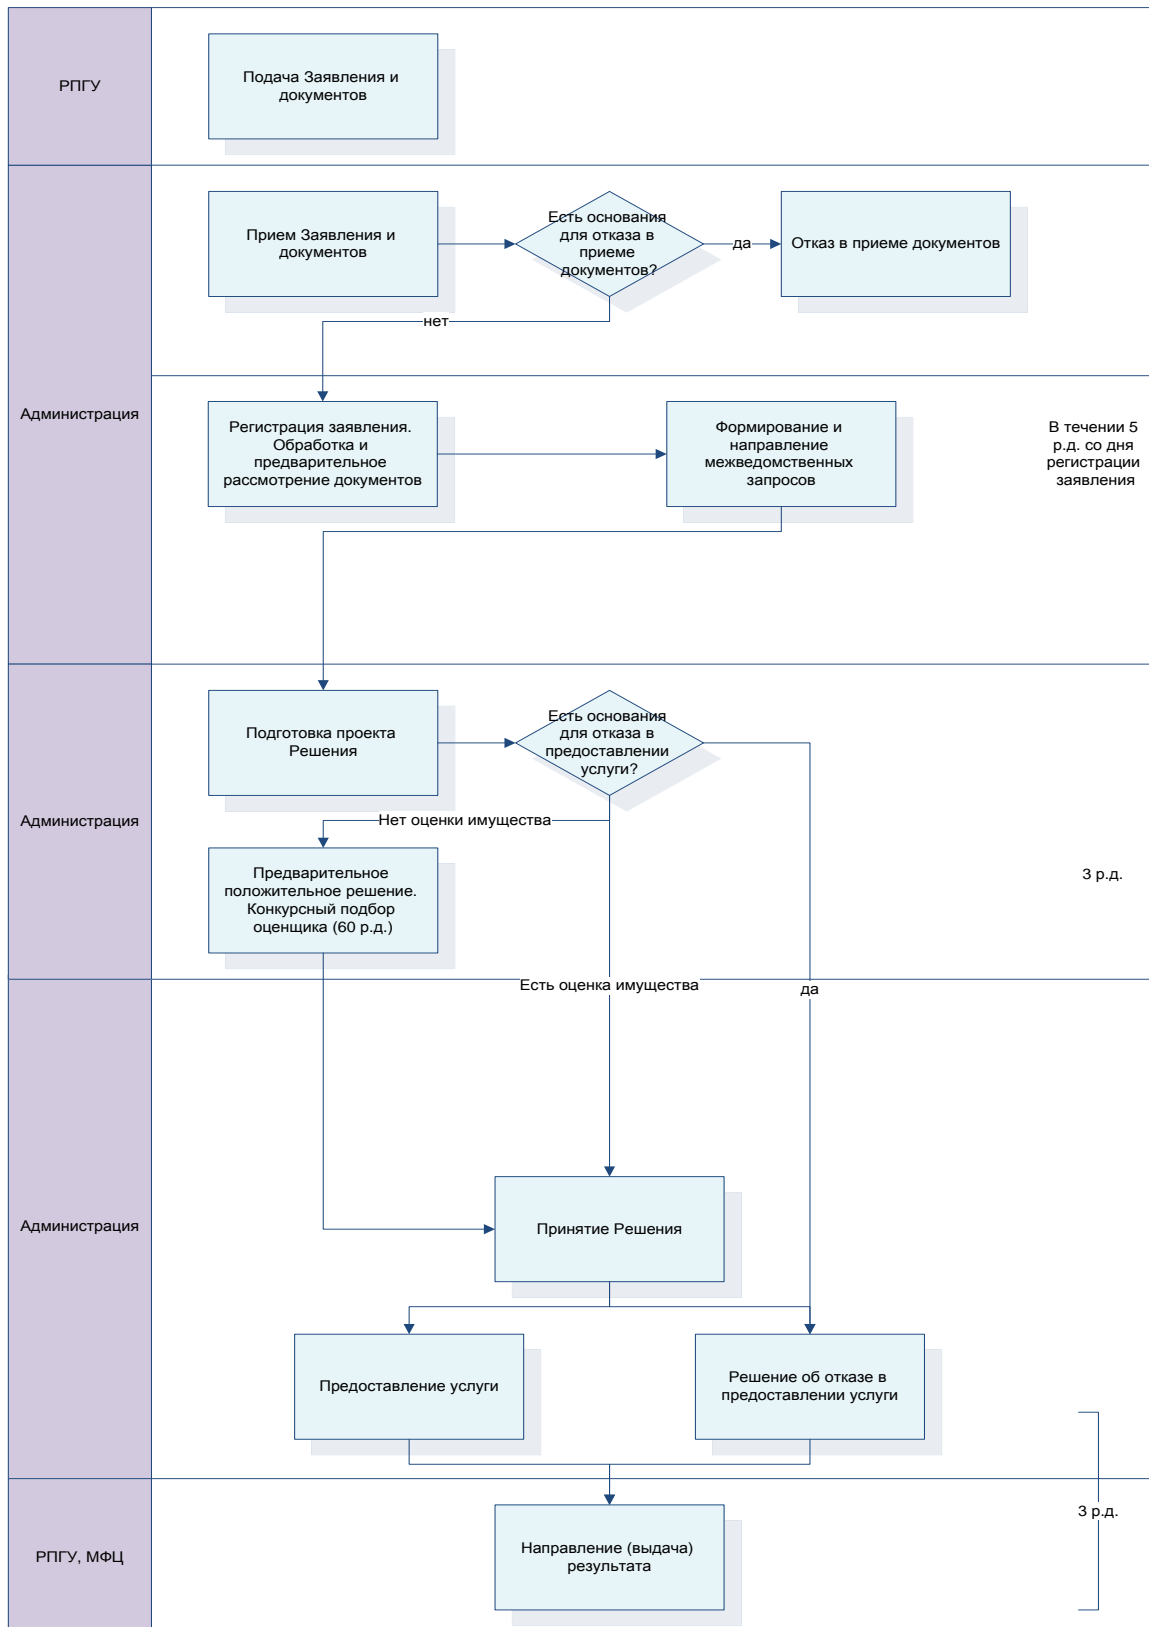 РПГУ
Подача Заявления и
документов
Администрация
Прием Заявления и
документов
Есть основания
для отказа в
приеме
документов?
да
Отказ в приеме документов
нет
Регистрация заявления.
Обработка и
предварительное
рассмотрение документов
Формирование и
направление
межведомственных
запросов
В течении 5
р.д. со дня
регистрации
заявления
Администрация
Подготовка проекта
Решения
Есть основания
для отказа в
предоставлении
услуги?
Нет оценки имущества
Предварительное
положительное решение.
Конкурсный подбор
оценщика (60 р.д.)
3 р.д.
Есть оценка имущества
да
Администрация
Принятие Решения
Предоставление услуги
Решение об отказе в
предоставлении услуги
3 р.д.
РПГУ, МФЦ
Направление (выдача)
результата